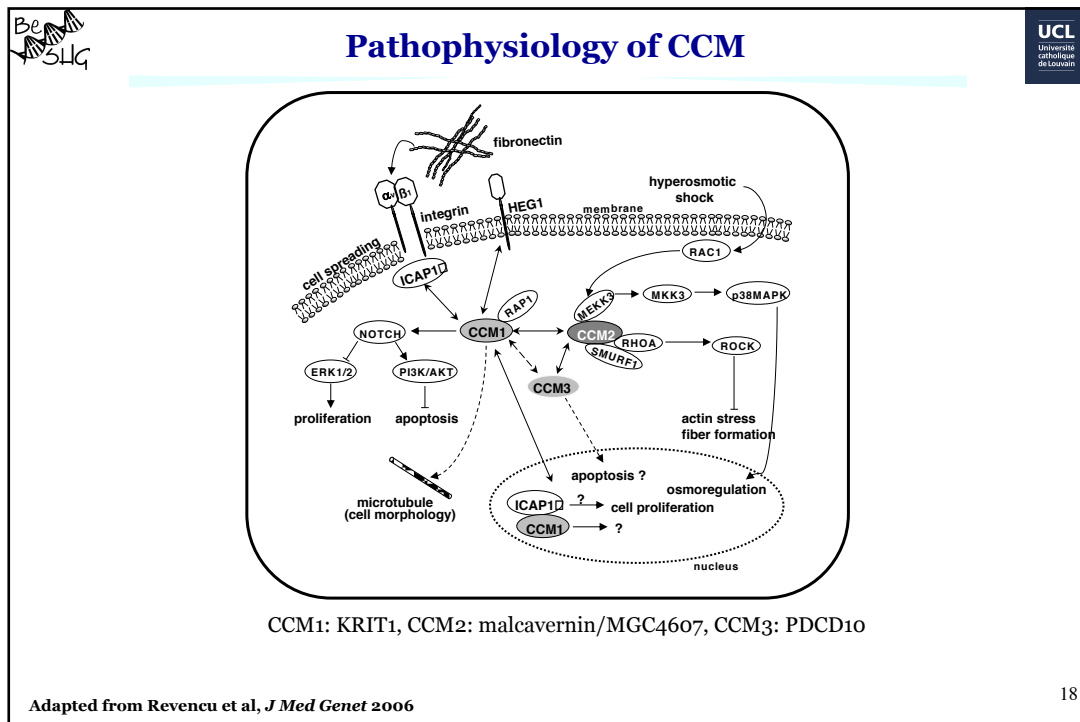 Be
SHG
Pathophysiology of CCM
UCL
Université
catholique
de Louvain
fibronectin
αv β1
integrin
HEG1
membrane
hyperosmotic
shock
cell spreading
ICAP1□
RAC1
RAP1
MEKK3
MKK3
p38MAPK
NOTCH
CCM1
CCM2
RHOA
SMURF1
ROCK
ERK1/2
PI3K/AKT
CCM3
proliferation
apoptosis
actin stress
fiber formation
apoptosis ?
osmoregulation
microtubule
(cell morphology)
ICAP1□
?
cell proliferation
CCM1
?
nucleus
CCM1: KRIT1, CCM2: malcavernin/MGC4607, CCM3: PDCD10
Adapted from Revencu et al, J Med Genet 2006
18